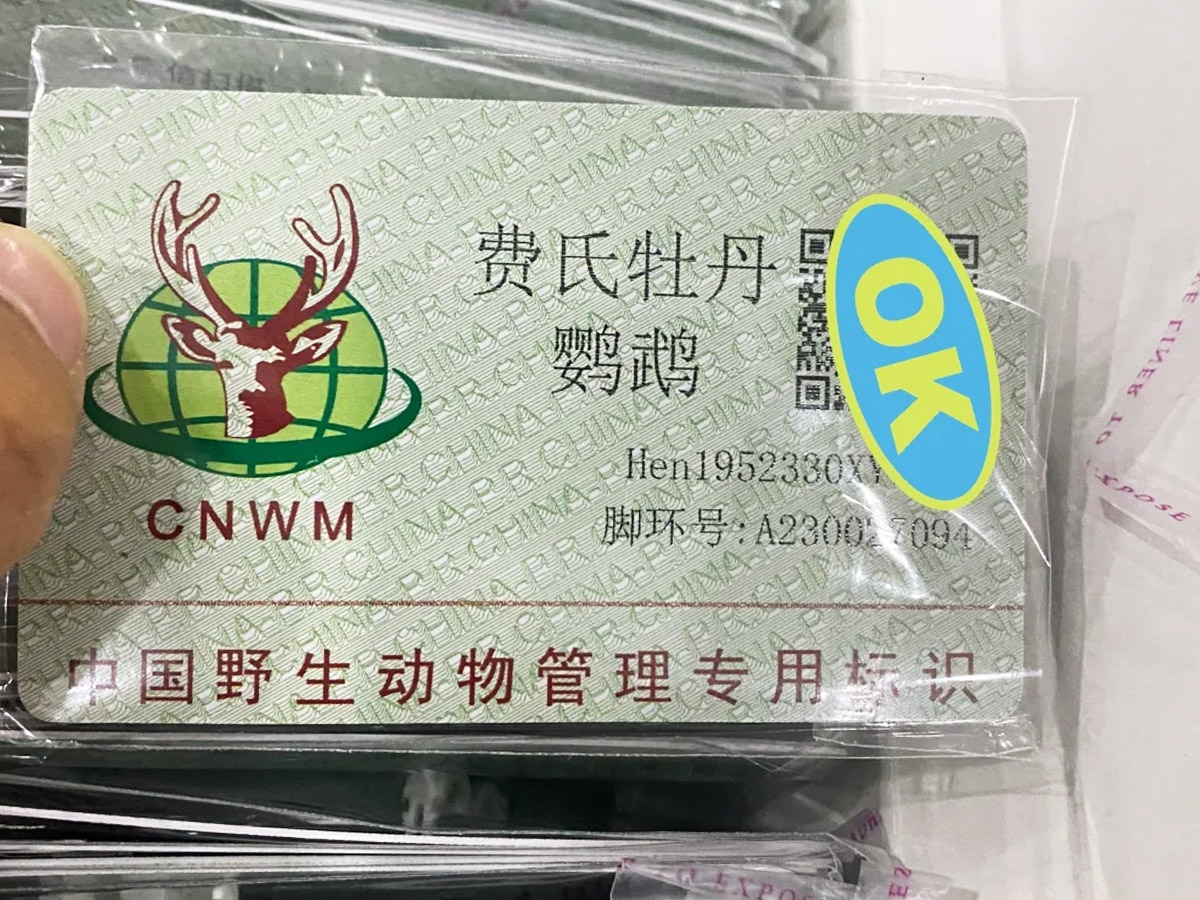 费氏牡丹
鹦鹉
OK
Hen1952330XY
脚环号:A230027094
CNWM
中国野生动物管理专用标识